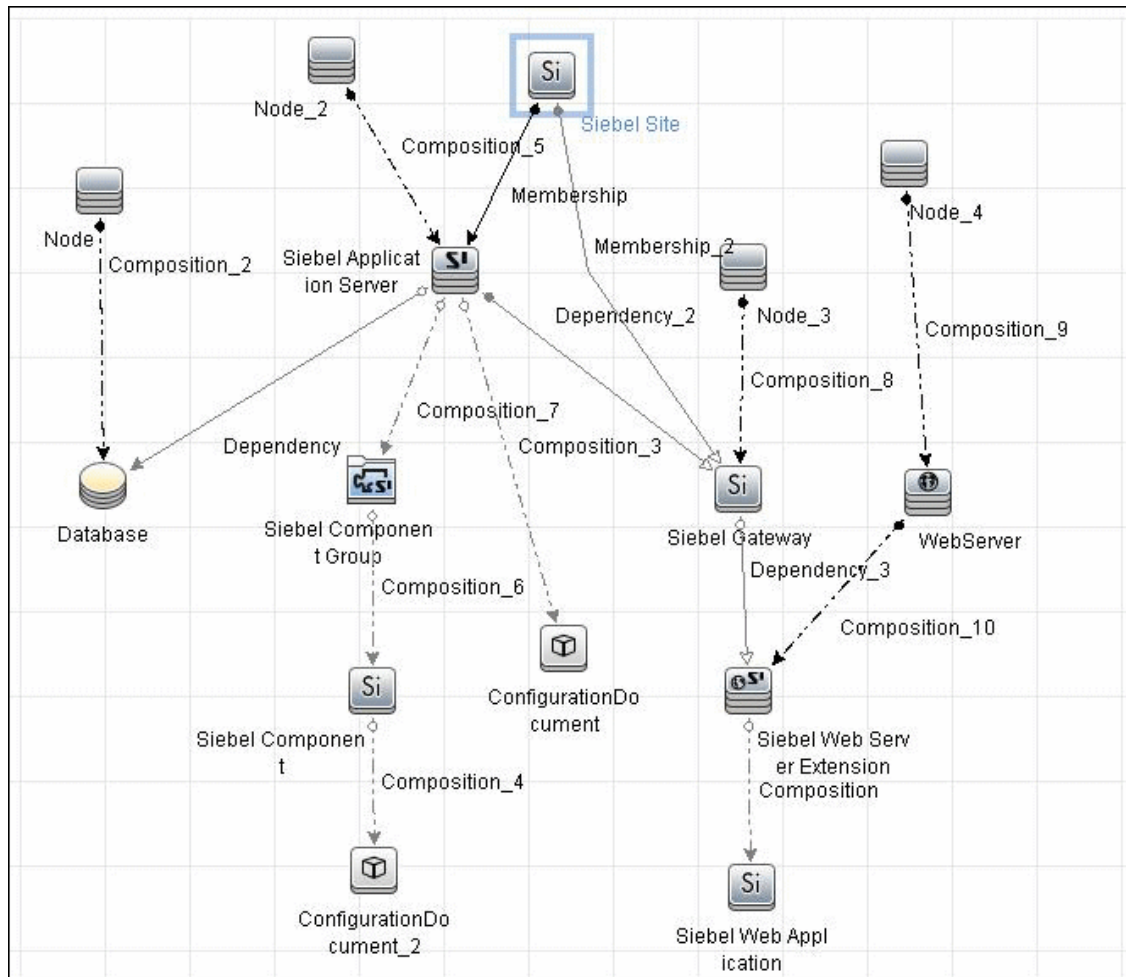 Si
Node_2
Siebel Site
Composition_5
Membership
Node_4
Node
Siebel Applicat
ion Server
Composition_2
Membership_2
Dependency_2
Node_3
Composition_9
Composition_8
Composition_7
Dependency
Composition_3
Si
Database
Siebel Componen
t Group
Siebel Gateway
WebServer
Composition_6
Dependency_3
Composition_10
Si
ConfigurationDo
cument
Siebel Componen
t
Siebel Web Serv
er Extension
Composition_4
Composition
Si
ConfigurationDo
cument_2
Siebel Web Appl
ication